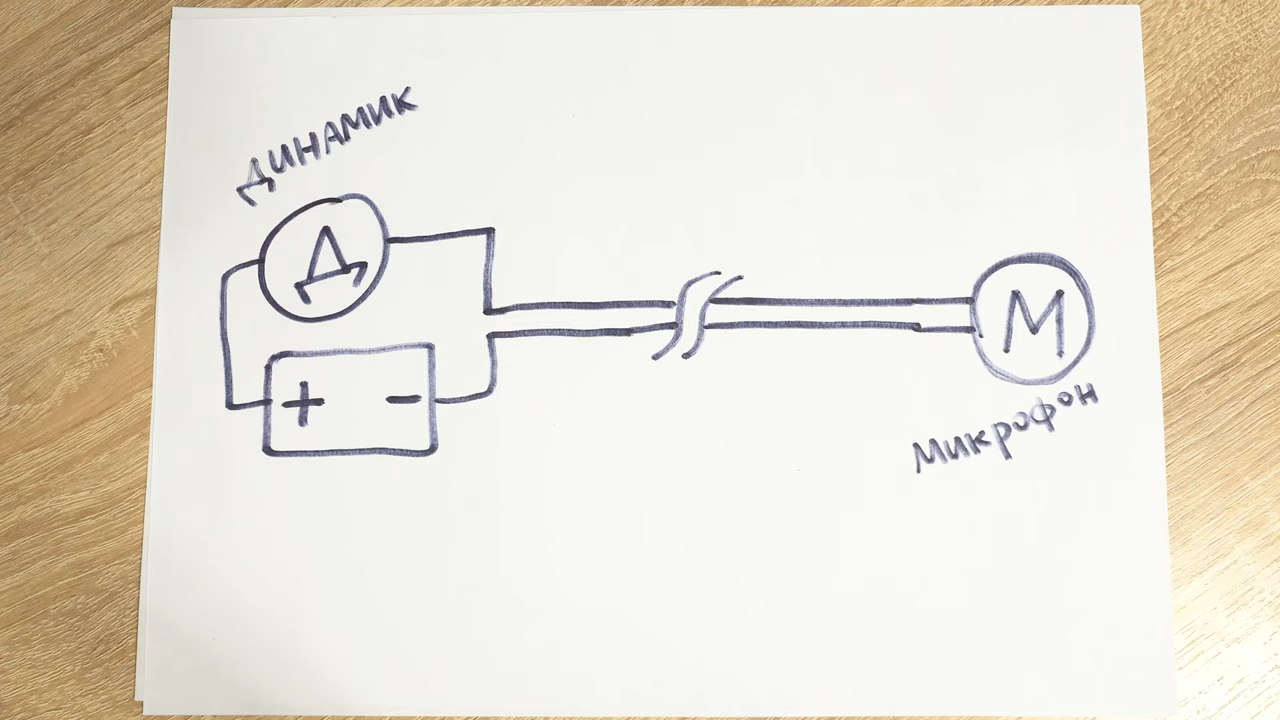 динамик
Д
+ -
М
микрофон